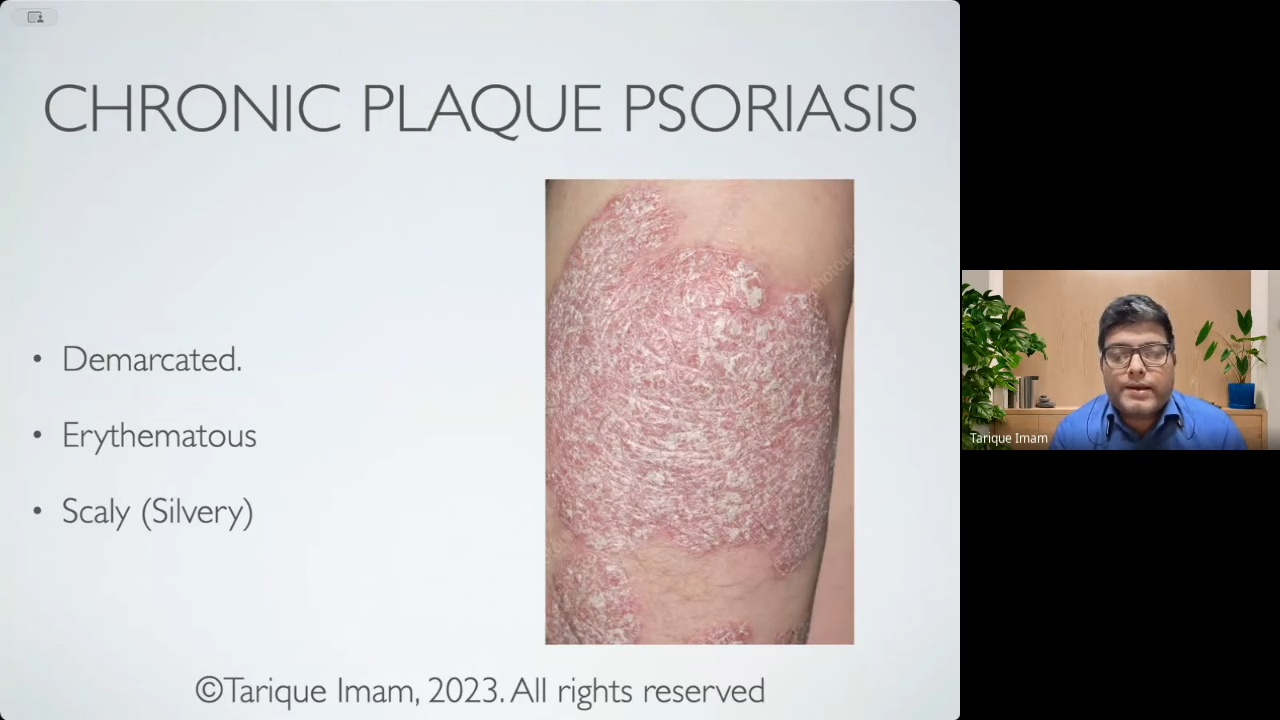 CHRONIC PLAQUE PSORIASIS
• Demarcated.
• Erythematous
• Scaly (Silvery)
©Tarique Imam, 2023. All rights reserved
Tarique Imam